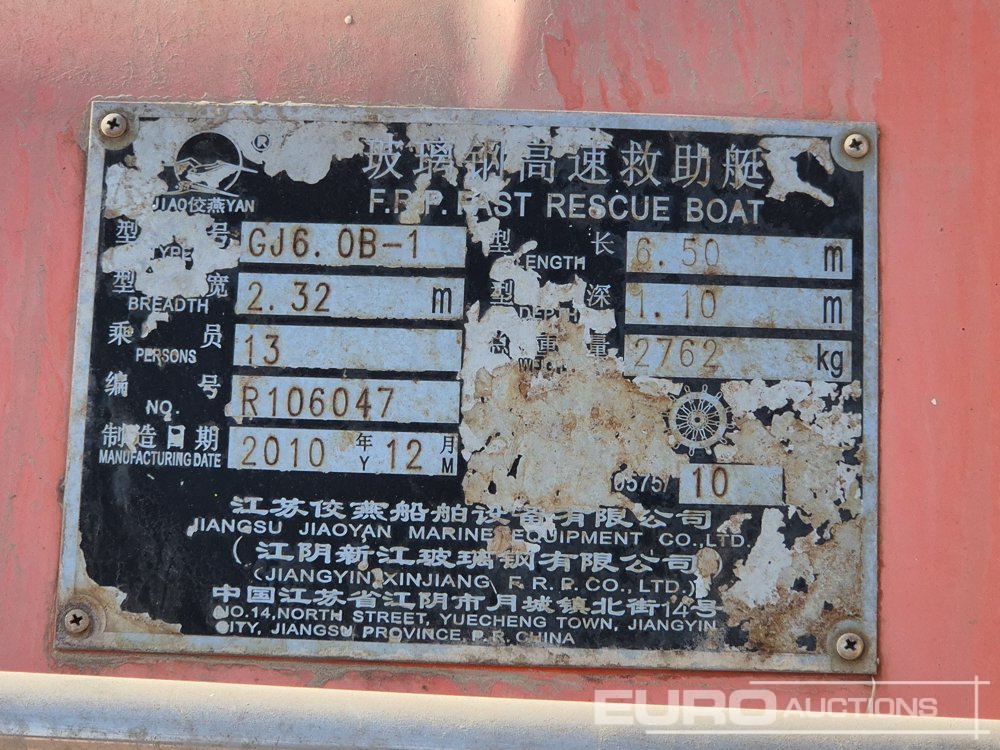 ®
JIAO佼燕YAN
玻璃钢高速救助艇
F.R.P. FAST RESCUE BOAT
型号 GJ6.0B-1 型长 6.50 m
TYPE LENGTH
型宽 2.32 m 型深 1.10 m
BREADTH DEPTH
乘员 13 总重量 2762 kg
PERSONS
编号 R106047
NO.
制造日期 2010 年 12 月
MANUFACTURING DATE Y M
0575/ 10
江苏佼燕船舶设备有限公司
JIANGSU JIAOYAN MARINE EQUIPMENT CO.,LTD.
(江阴新江玻璃钢有限公司)
(JIANGYIN XINJIANG F.R.P. CO., LTD.)
中国江苏省江阴市月城镇北街14号
NO.14, NORTH STREET, YUECHENG TOWN, JIANGYIN
CITY, JIANGSU PROVINCE, P.R. CHINA
EURO AUCTIONS